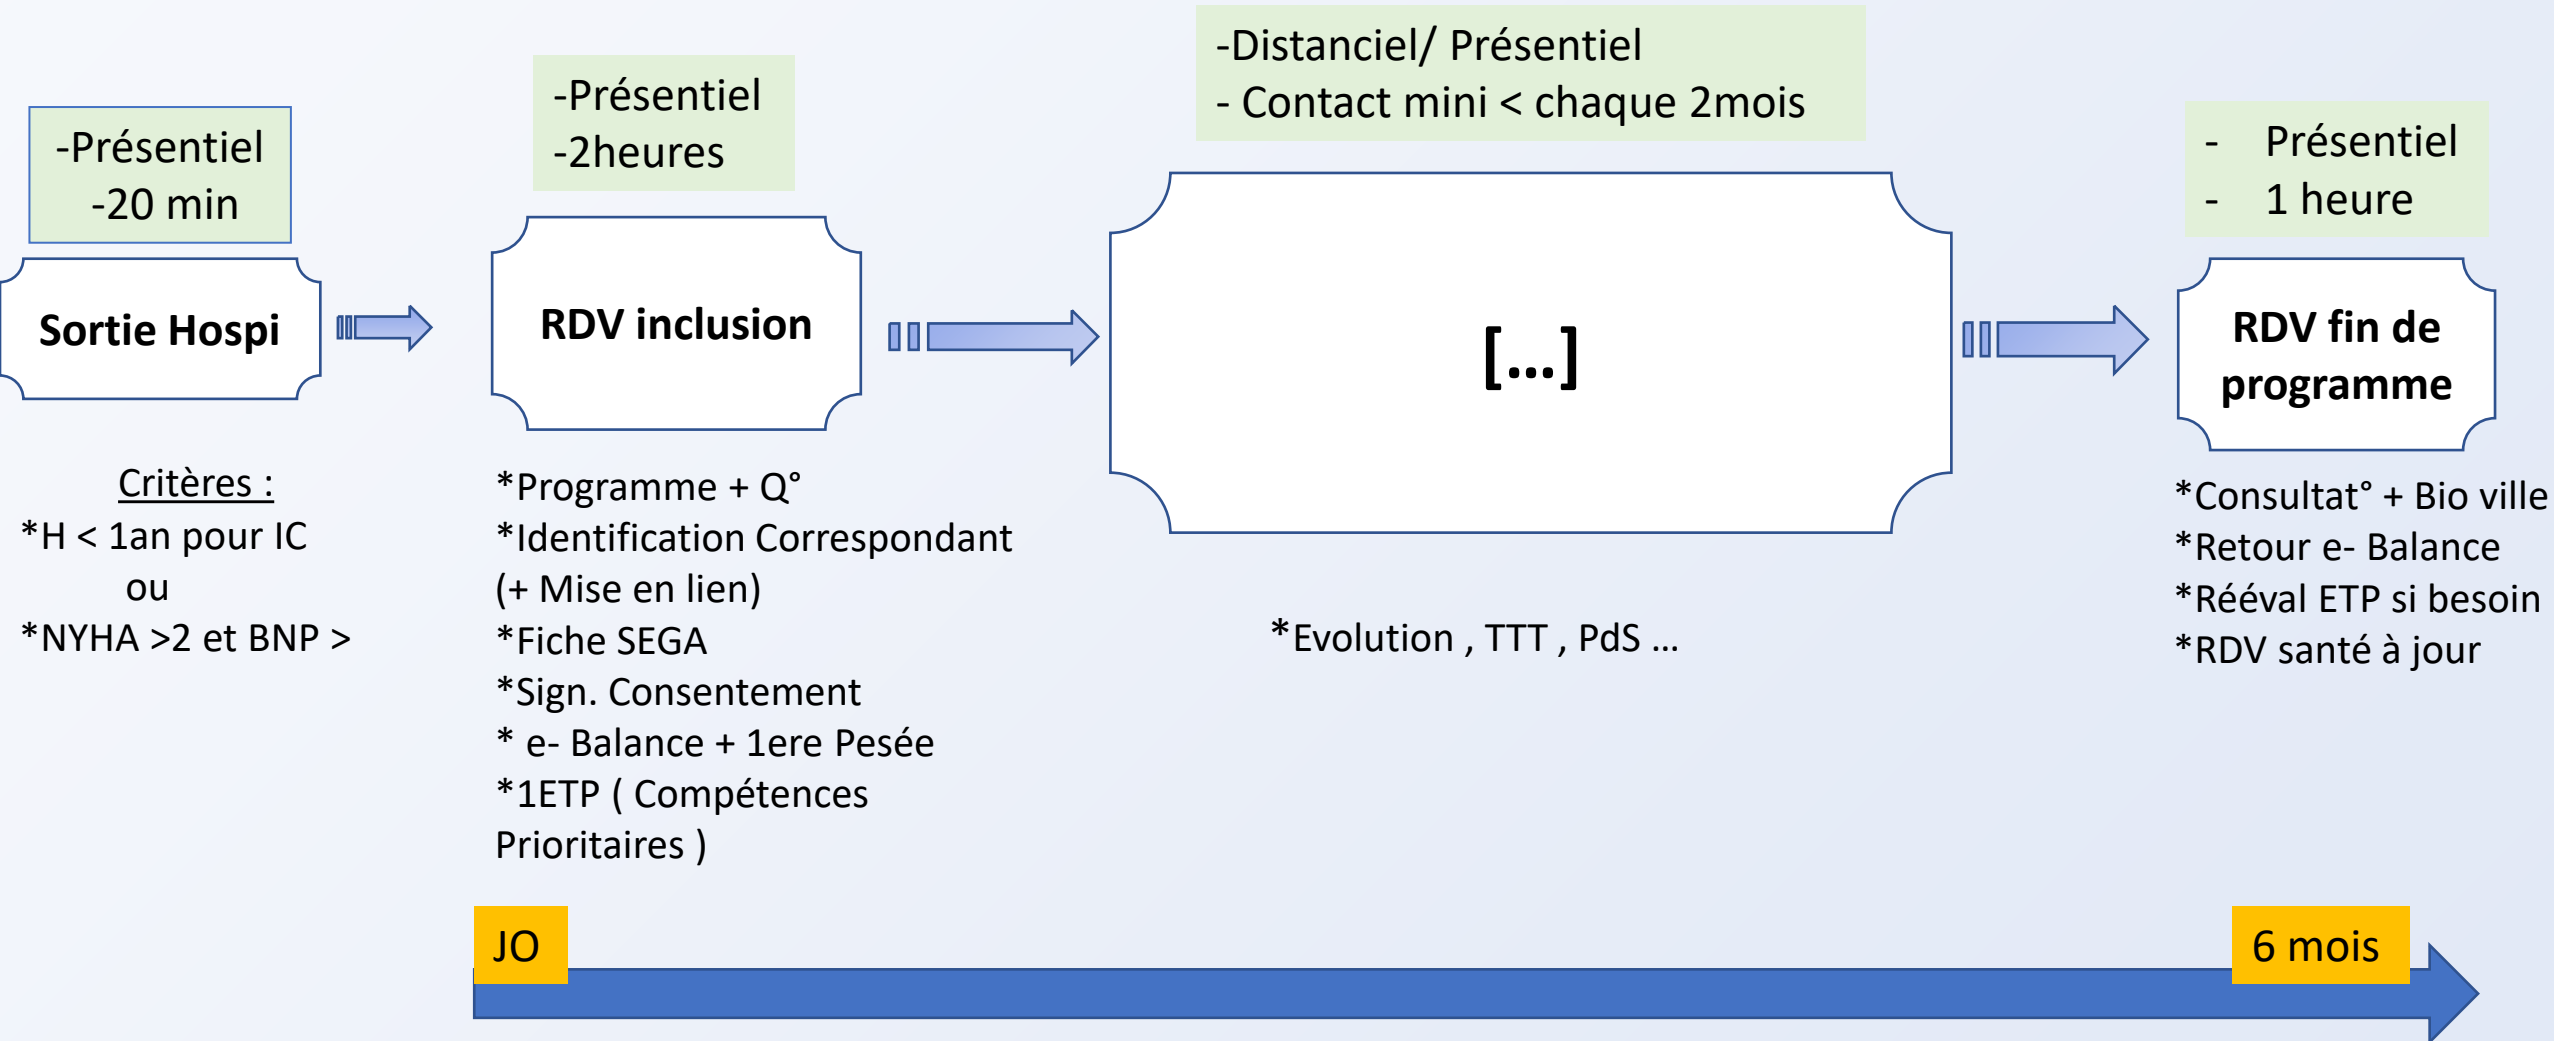 -Présentiel
-20 min
Sortie Hospi
Critères :
*H < 1an pour IC
ou
*NYHA >2 et BNP >
-Présentiel
-2heures
RDV inclusion
*Programme + Q°
*Identification Correspondant
(+ Mise en lien)
*Fiche SEGA
*Sign. Consentement
* e- Balance + 1ere Pesée
*1ETP ( Compétences
Prioritaires )
-Distanciel/ Présentiel
- Contact mini < chaque 2mois
[...]
*Evolution , TTT , PdS ...
- Présentiel
- 1 heure
RDV fin de
programme
*Consultat° + Bio ville
*Retour e- Balance
*Rééval ETP si besoin
*RDV santé à jour
JO
6 mois